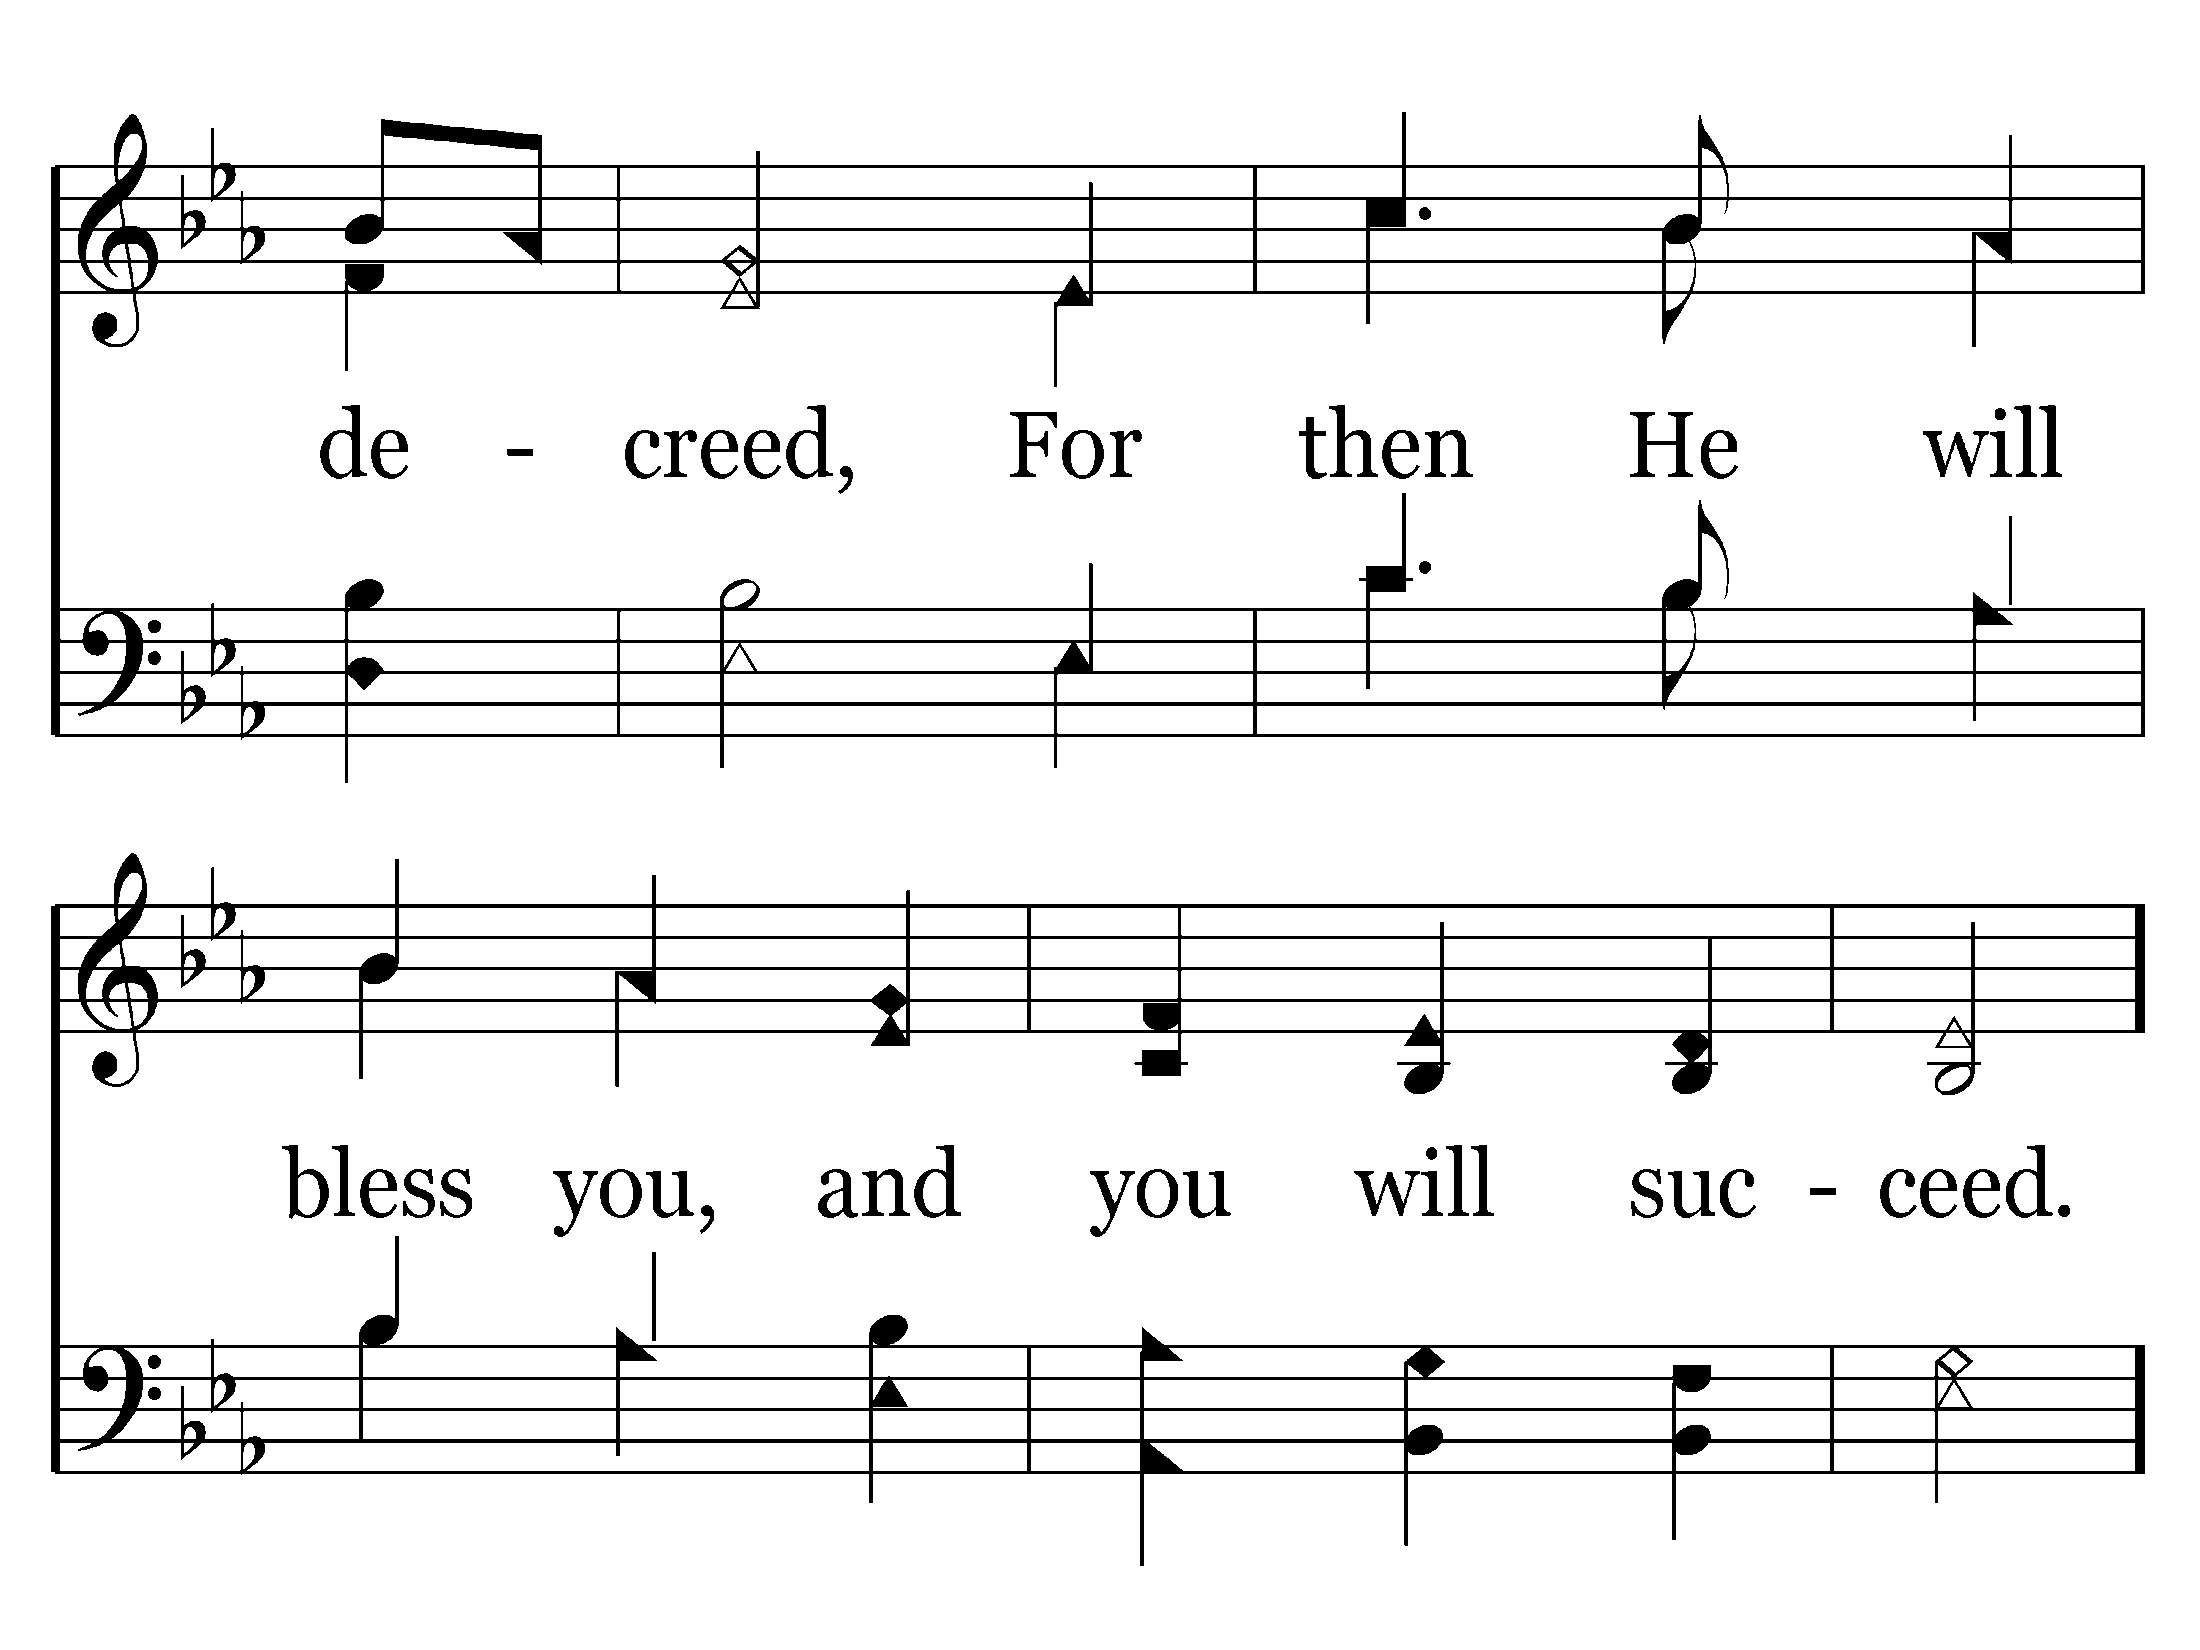 de - creed, For then He will
bless you, and you will suc - ceed.